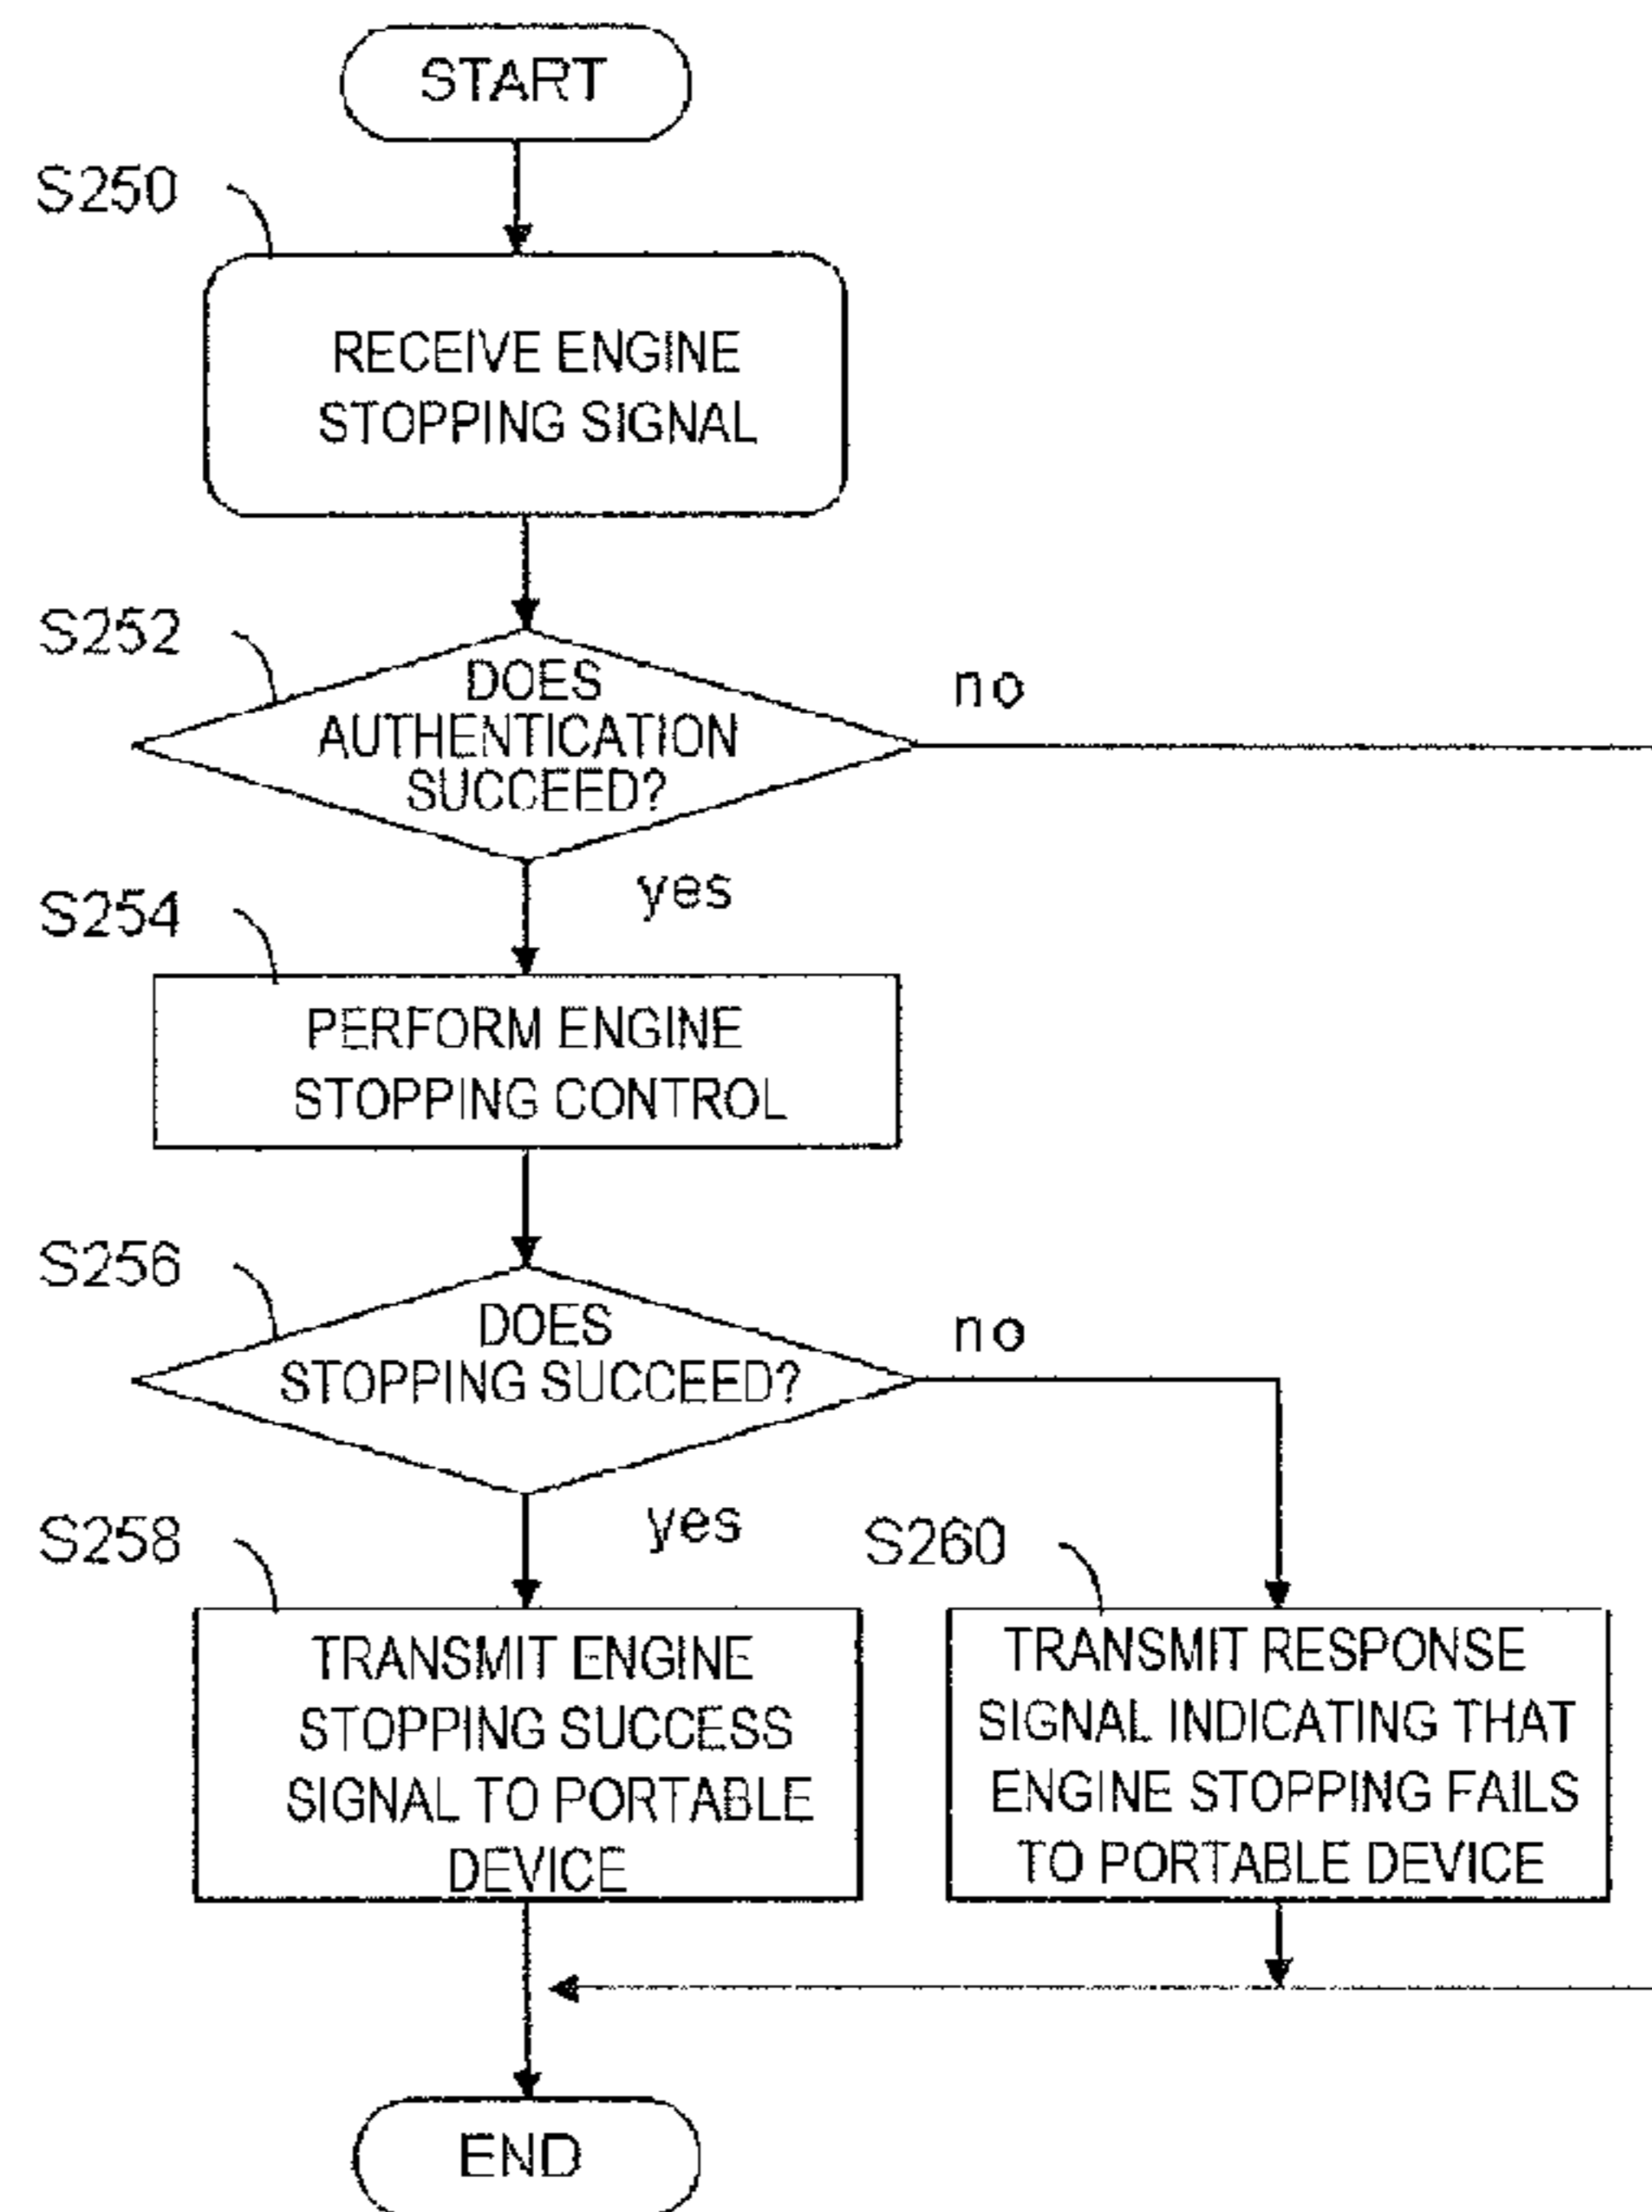 START
S250
RECEIVE ENGINE
STOPPING SIGNAL
S252
DOES
AUTHENTICATION
SUCCEED?
no
yes
S254
PERFORM ENGINE
STOPPING CONTROL
S256
DOES
STOPPING SUCCEED?
no
yes
S258
TRANSMIT ENGINE
STOPPING SUCCESS
SIGNAL TO PORTABLE
DEVICE
S260
TRANSMIT RESPONSE
SIGNAL INDICATING THAT
ENGINE STOPPING FAILS
TO PORTABLE DEVICE
END